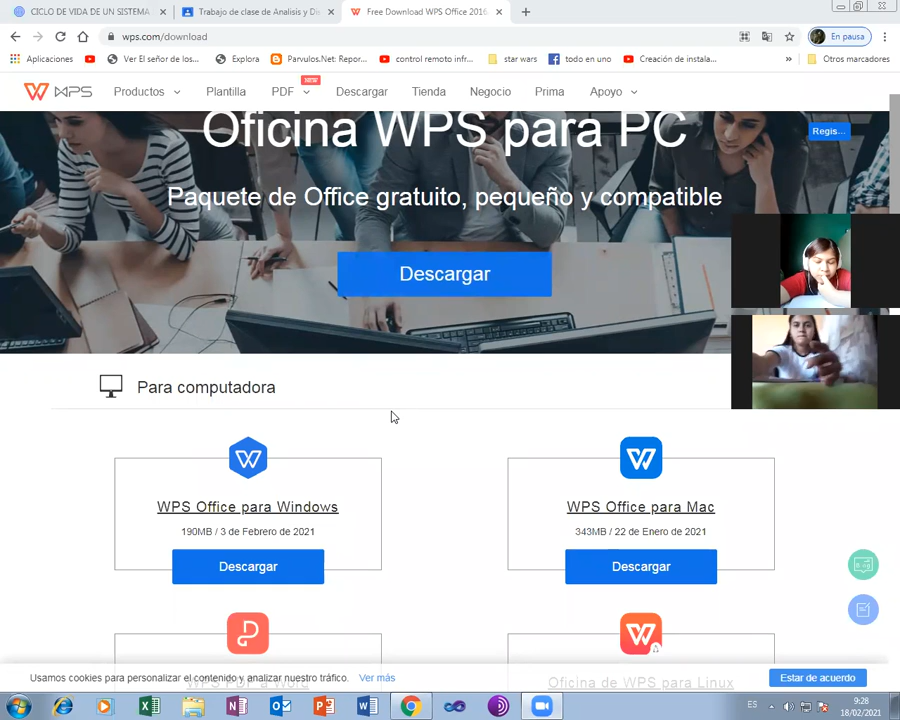 CICLO DE VIDA DE UN SISTEMA
Trabajo de clase de Analisis y Di
Free Download WPS Office 2016
wps.com/download
En pausa
Aplicaciones
Ver El señor de los...
Explora
Parvulos.Net: Repor...
control remoto infr...
star wars
todo en uno
Creación de instala...
»
Otros marcadores
WPS
Productos
Plantilla
PDF
NEW
Descargar
Tienda
Negocio
Prima
Apoyo
Oficina WPS para PC
Regis...
Paquete de Office gratuito, pequeño y compatible
Descargar
Para computadora
WPS Office para Windows
190MB / 3 de Febrero de 2021
Descargar
WPS Office para Mac
343MB / 22 de Enero de 2021
Descargar
Oficina de WPS para Linux
Usamos cookies para personalizar el contenido y analizar nuestro tráfico.
Ver más
Estar de acuerdo
ES
9:28
18/02/2021